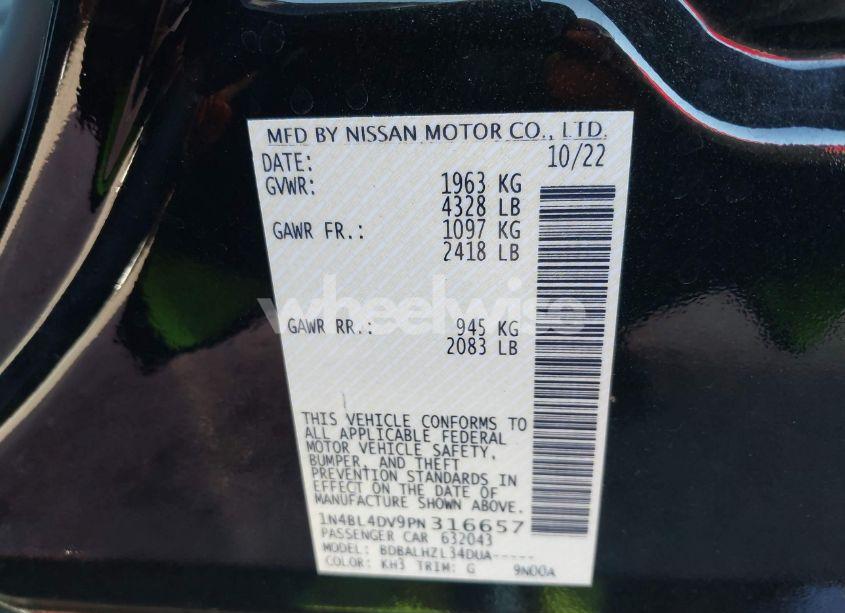 MFD BY NISSAN MOTOR CO., LTD.
DATE: 10/22
GVWR: 1963 KG
4328 LB
GAWR FR.: 1097 KG
2418 LB
wheelwise
GAWR RR.: 945 KG
2083 LB
THIS VEHICLE CONFORMS TO
ALL APPLICABLE FEDERAL
MOTOR VEHICLE SAFETY,
BUMPER, AND THEFT
PREVENTION STANDARDS IN
EFFECT ON THE DATE OF
MANUFACTURE SHOWN ABOVE.
1N4BL4DV9PN316657
PASSENGER CAR 632043
MODEL: BDBALHZL34DUA-----
COLOR: KH3 TRIM: G 9N00A